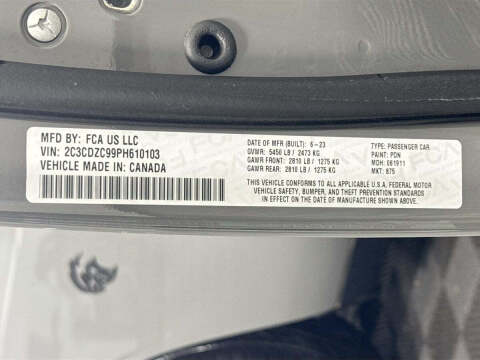 MFD BY: FCA US LLC
VIN: 2C3CDZC99PH610103
VEHICLE MADE IN: CANADA
DATE OF MFR (BUILT): 6-23
GVWR: 5450 LB / 2473 KG
GAWR FRONT: 2810 LB / 1275 KG
GAWR REAR: 2810 LB / 1275 KG
TYPE: PASSENGER CAR
PAINT: PDN
MDH: 061911
MKT: 875
THIS VEHICLE CONFORMS TO ALL APPLICABLE U.S.A. FEDERAL MOTOR
VEHICLE SAFETY, BUMPER, AND THEFT PREVENTION STANDARDS
IN EFFECT ON THE DATE OF MANUFACTURE SHOWN ABOVE.